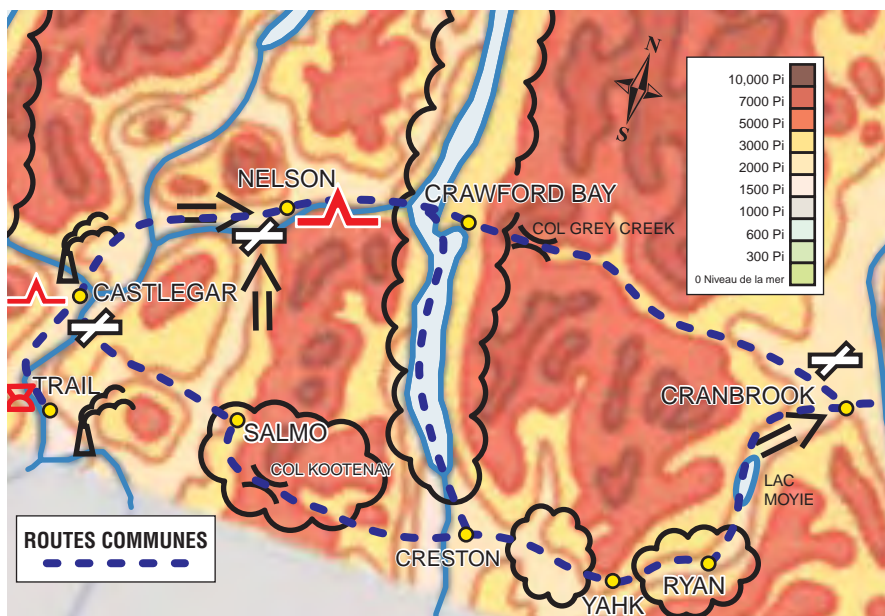 N
S
10,000 Pi
7000 Pi
5000 Pi
3000 Pi
2000 Pi
1500 Pi
1000 Pi
600 Pi
300 Pi
0 Niveau de la mer
NELSON
CRAWFORD BAY
COL GREY CREEK
CASTLEGAR
TRAIL
CRANBROOK
SALMO
COL KOOTENAY
LAC
MOYIE
ROUTES COMMUNES
CRESTON
RYAN
YAHK